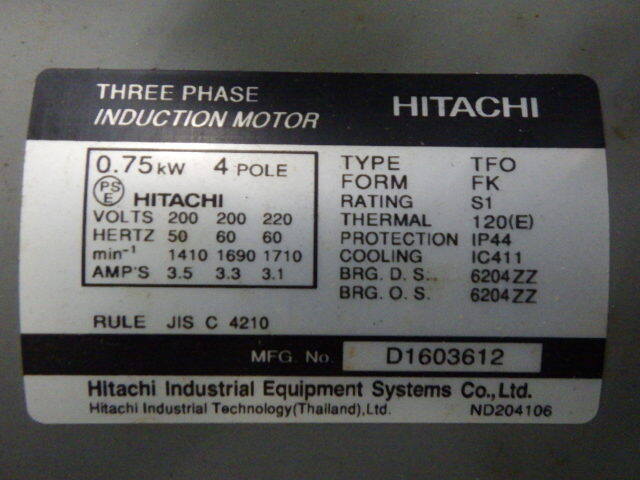 THREE PHASE
INDUCTION MOTOR
HITACHI
0.75 kW 4 POLE
PS
E
HITACHI
VOLTS 200 200 220
HERTZ 50 60 60
min⁻¹ 1410 1690 1710
AMP'S 3.5 3.3 3.1
TYPE TFO
FORM FK
RATING S1
THERMAL 120(E)
PROTECTION IP44
COOLING IC411
BRG. D. S.. 6204ZZ
BRG. O. S. 6204ZZ
RULE JIS C 4210
MFG. No. D1603612
Hitachi Industrial Equipment Systems Co.,Ltd.
Hitachi Industrial Technology(Thailand),Ltd. ND204106